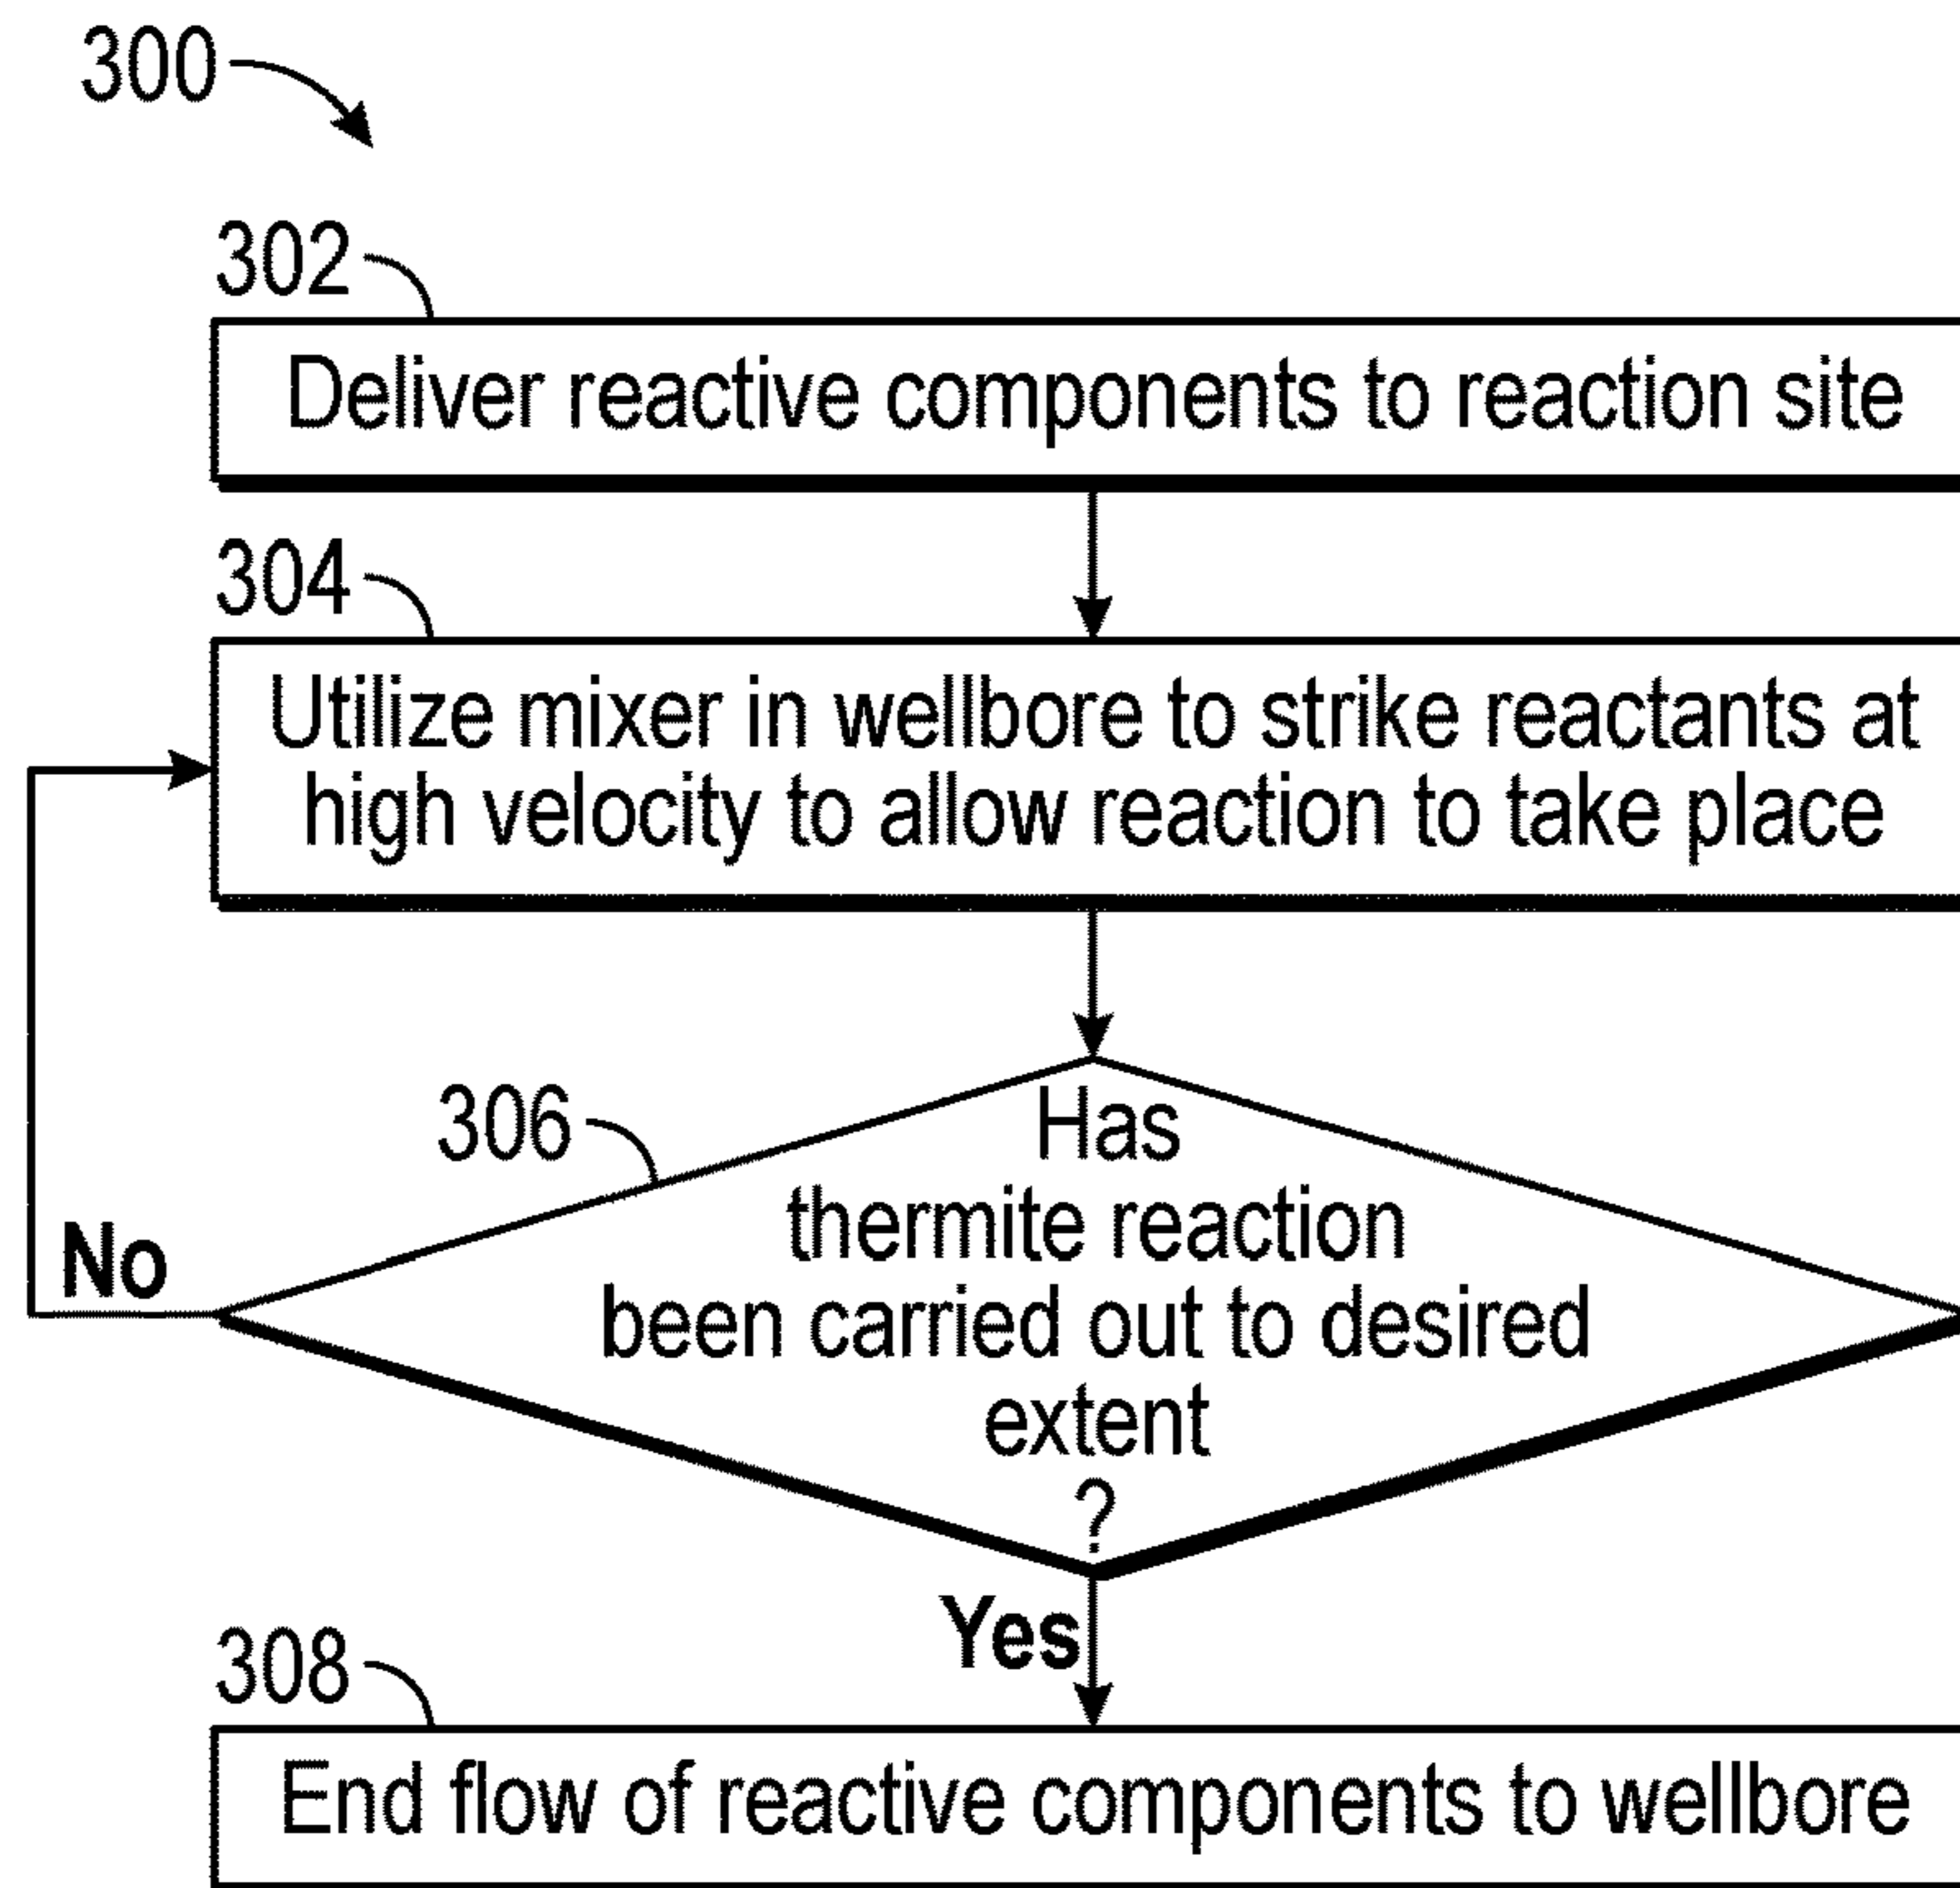 300
302
Deliver reactive components to reaction site
304
Utilize mixer in wellbore to strike reactants at
high velocity to allow reaction to take place
306
Has
thermite reaction
been carried out to desired
extent
?
No
Yes
308
End flow of reactive components to wellbore